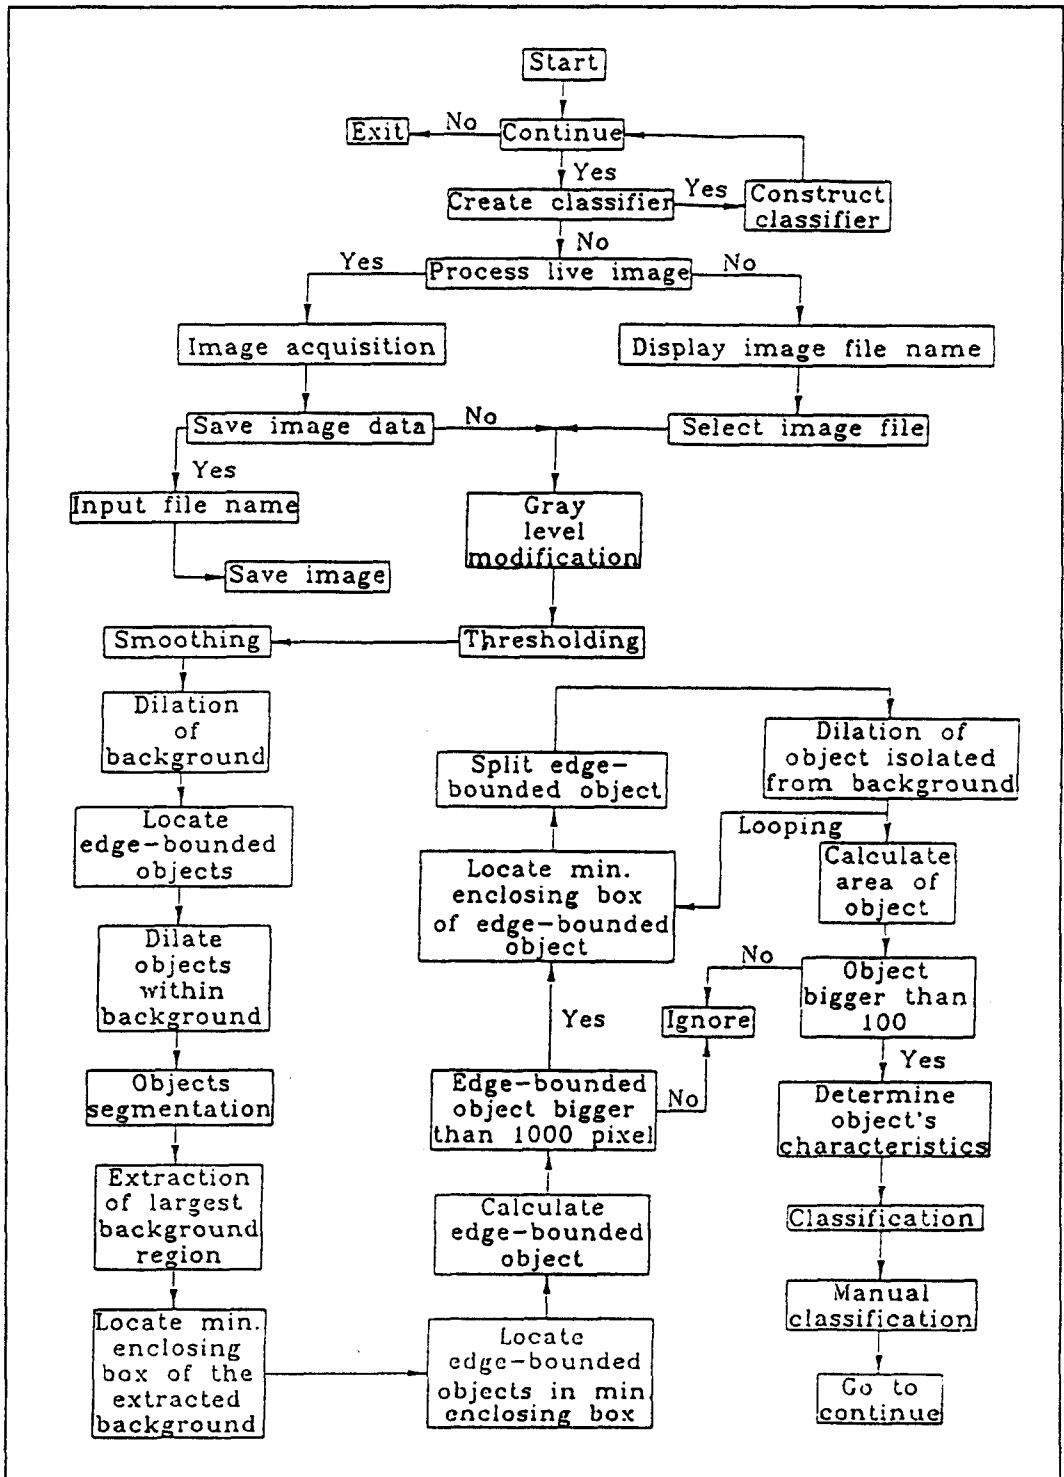 Start
Exit
No
Continue
Yes
Create classifier
Yes
Construct
classifier
No
Yes
Process live image
No
Image acquisition
Display image file name
Save image data
No
Select image file
Yes
Input file name
Gray
level
modification
Save image
Smoothing
Thresholding
Dilation
of
background
Locate
edge-bounded
objects
Dilate
objects
within
background
Objects
segmentation
Extraction
of largest
background
region
Locate min.
enclosing
box of the
extracted
background
Locate
edge-bounded
objects in min
enclosing box
Calculate
edge-bounded
object
Edge-bounded
object bigger
than 1000 pixel
No
Ignore
Yes
Locate min.
enclosing box
of edge-bounded
object
Split edge-
bounded object
Dilation of
object isolated
from background
Looping
Calculate
area of
object
Object
bigger than
100
No
Yes
Determine
object's
characteristics
Classification
Manual
classification
Go to
continue